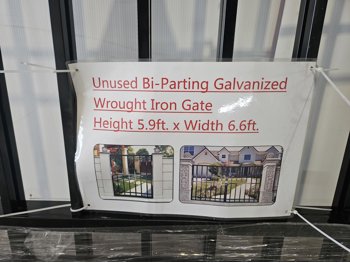 Unused Bi-Parting Galvanized
Wrought Iron Gate
Height 5.9ft. x Width 6.6ft.